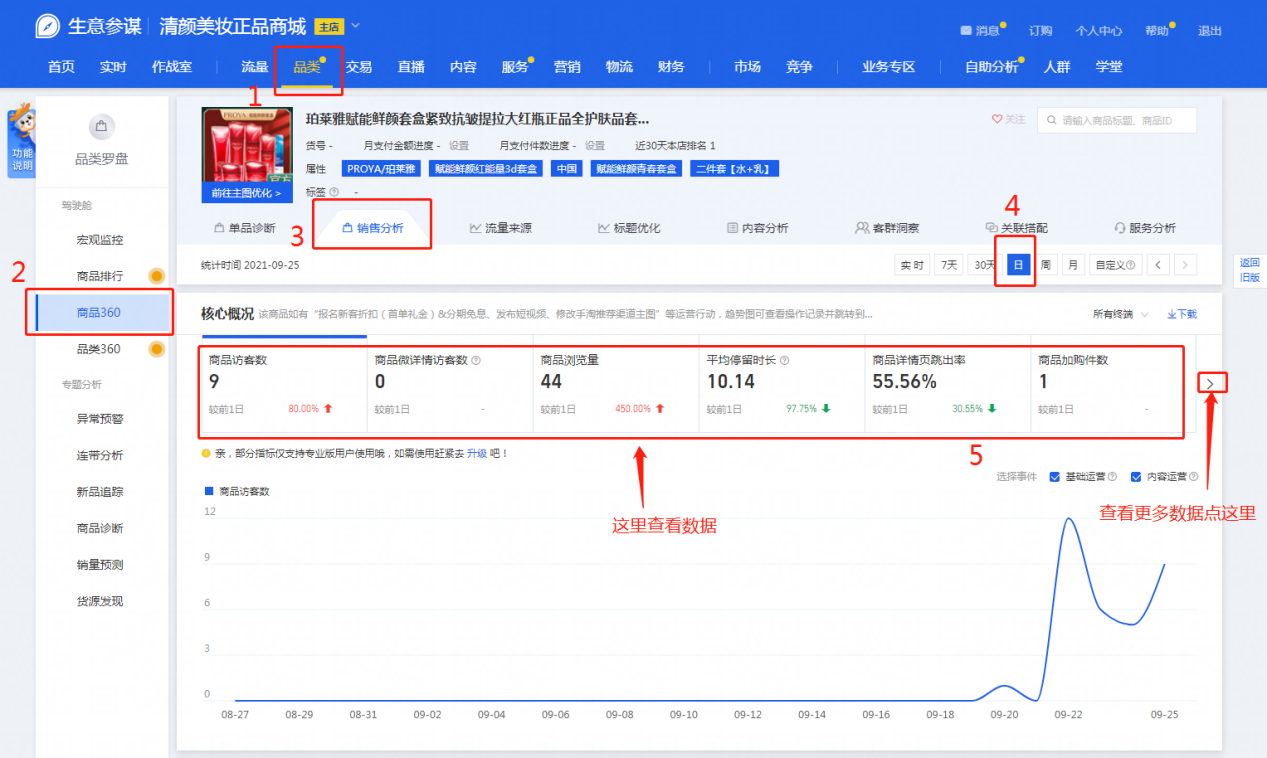 生意参谋 清颜美妆正品商城 主店
消息 订购 个人中心 帮助 退出
首页 实时 作战室 流量 品类 交易 直播 内容 服务 营销 物流 财务 市场 竞争 业务专区 自助分析 人群 学堂
1
功能
说明
品类罗盘
驾驶舱
宏观监控
2
商品排行
商品360
品类360
专题分析
异常预警
连带分析
新品追踪
商品诊断
销量预测
货源发现
PROYA
官方
前往主图优化 >
珀莱雅赋能鲜颜套盒紧致抗皱提拉大红瓶正品全护肤品套...
关注 请输入商品标题、商品ID
货号 - 月支付金额进度 - 设置 月支付件数进度 - 设置 近30天本店排名 1
属性 PROYA/珀莱雅 赋能鲜颜红能量3d套盒 中国 赋能鲜颜青春套盒 二件套【水+乳】
标签 ? -
3
4
单品诊断 销售分析 流量来源 标题优化 内容分析 客群洞察 关联搭配 服务分析
统计时间 2021-09-25 实时 7天 30天 日 周 月 自定义 ? < >
返回
旧版
核心概况 该商品如有“报名新客折扣（首单礼金）&分期免息、发布短视频、修改手淘推荐渠道主图”等运营行动，趋势图可查看操作记录并跳转到... 所有终端 下载
商品访客数 商品微详情访客数 ? 商品浏览量 平均停留时长 ? 商品详情页跳出率 商品加购件数
9 0 44 10.14 55.56% 1
较前1日 80.00% 较前1日 - 较前1日 450.00% 较前1日 97.75% 较前1日 30.55% 较前1日 -
亲，部分指标仅支持专业版用户使用哦，如需使用赶紧去 升级 吧！
5
选择事件 基础运营 ? 内容运营 ?
商品访客数
这里查看数据
查看更多数据点这里
12
9
6
3
0
08-27 08-29 08-31 09-02 09-04 09-06 09-08 09-10 09-12 09-14 09-16 09-18 09-20 09-22 09-25